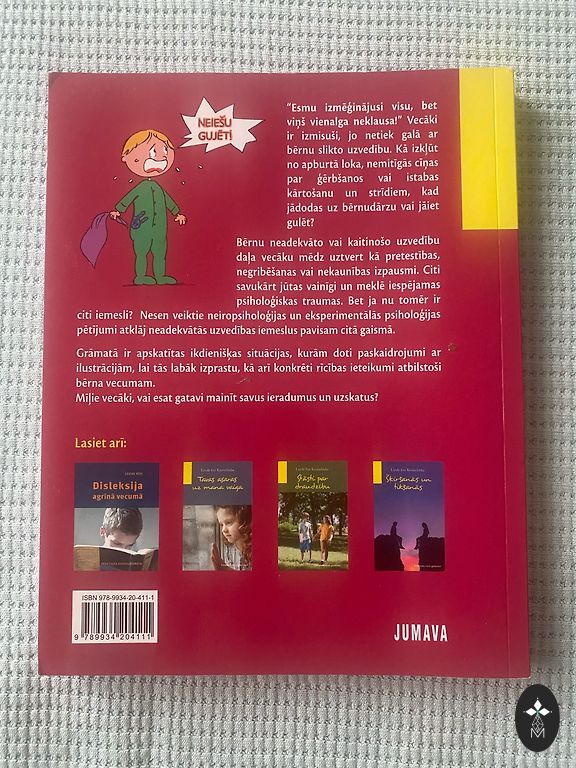 NEIEŠU
GULĒT!
"Esmu izmēģinājusi visu, bet
viņš vienalga neklausa!" Vecāki
ir izmisuši, jo netiek galā ar
bērnu slikto uzvedību. Kā izkļūt
no apburtā loka, nemitīgās cīņas
par ģērbšanos vai istabas
kārtošanu un strīdiem, kad
jādodas uz bērnudārzu vai jāiet
gulēt?
Bērnu neadekvāto vai kaitinošo uzvedību
daļa vecāku mēdz uztvert kā pretestības,
negribēšanas vai nekaunības izpausmi. Citi
savukārt jūtas vainīgi un meklē iespējamas
psiholoģiskas traumas. Bet ja nu tomēr ir
citi iemesli? Nesen veiktie neiropsiholoģijas un eksperimentālās psiholoģijas
pētījumi atklāj neadekvātās uzvedības iemeslus pavisam citā gaismā.
Grāmatā ir apskatītas ikdienišķas situācijas, kurām doti paskaidrojumi ar
ilustrācijām, lai tās labāk izprastu, kā arī konkrēti rīcības ieteikumi atbilstoši
bērna vecumam.
Mīļie vecāki, vai esat gatavi mainīt savus ieradumus un uzskatus?
Lasiet arī:
Disleksija
agrīnā vecumā
Tavas asaras
uz mana vaiga
Stāsti par
draudzību
Šķiršanās un
tikšanās
ISBN 978-9934-20-411-1
9 789934 204111
JUMAVA
M